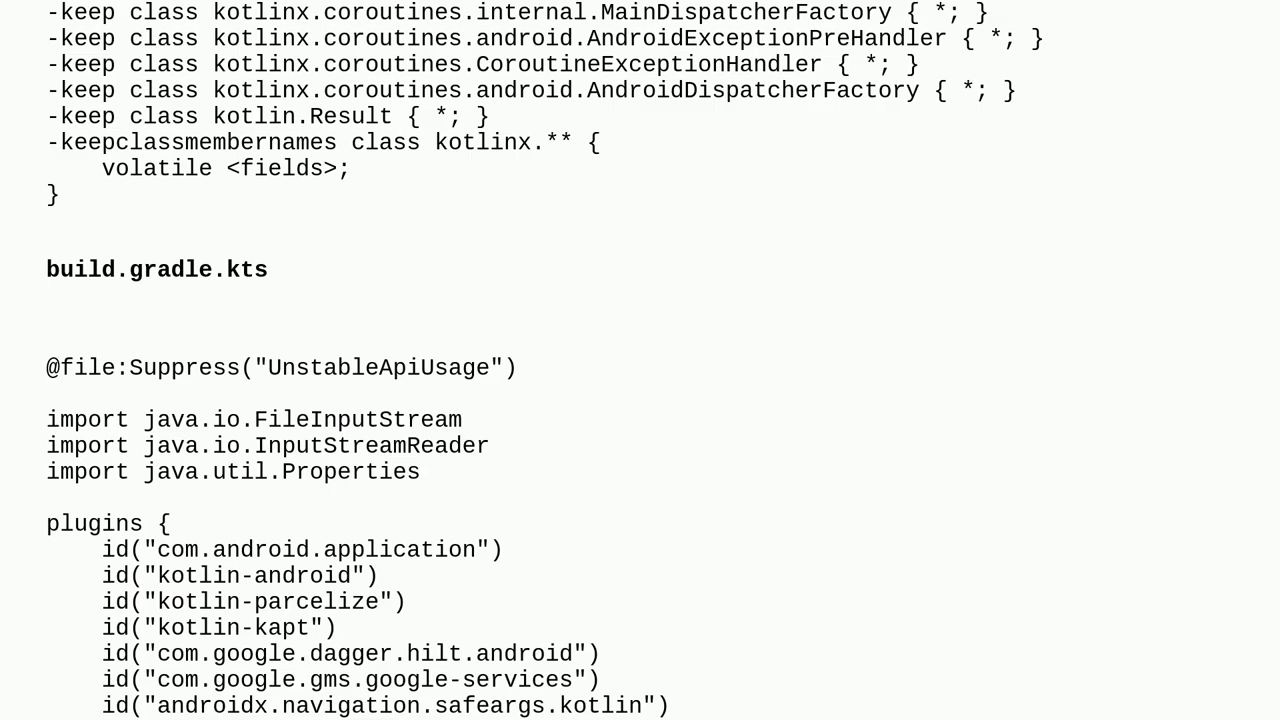 -keep class kotlinx.coroutines.internal.MainDispatcherFactory { *; }
-keep class kotlinx.coroutines.android.AndroidExceptionPreHandler { *; }
-keep class kotlinx.coroutines.CoroutineExceptionHandler { *; }
-keep class kotlinx.coroutines.android.AndroidDispatcherFactory { *; }
-keep class kotlin.Result { *; }
-keepclassmembernames class kotlinx.** {
    volatile <fields>;
}
build.gradle.kts
@file:Suppress("UnstableApiUsage")
import java.io.FileInputStream
import java.io.InputStreamReader
import java.util.Properties
plugins {
    id("com.android.application")
    id("kotlin-android")
    id("kotlin-parcelize")
    id("kotlin-kapt")
    id("com.google.dagger.hilt.android")
    id("com.google.gms.google-services")
    id("androidx.navigation.safeargs.kotlin")